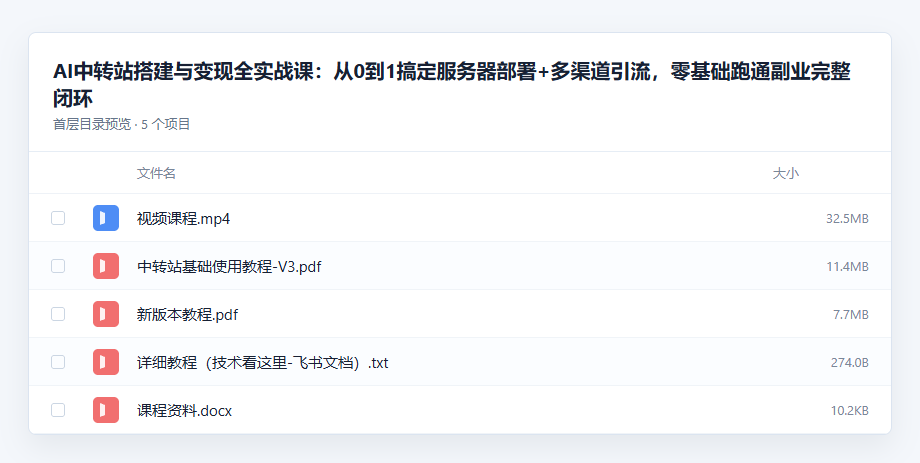 AI中转站搭建与变现全实战课：从0到1搞定服务器部署+多渠道引流，零基础跑通副业完整
闭环
首层目录预览 · 5 个项目
文件名 大小
视频课程.mp4 32.5MB
中转站基础使用教程-V3.pdf 11.4MB
新版本教程.pdf 7.7MB
详细教程（技术看这里-飞书文档）.txt 274.0B
课程资料.docx 10.2KB